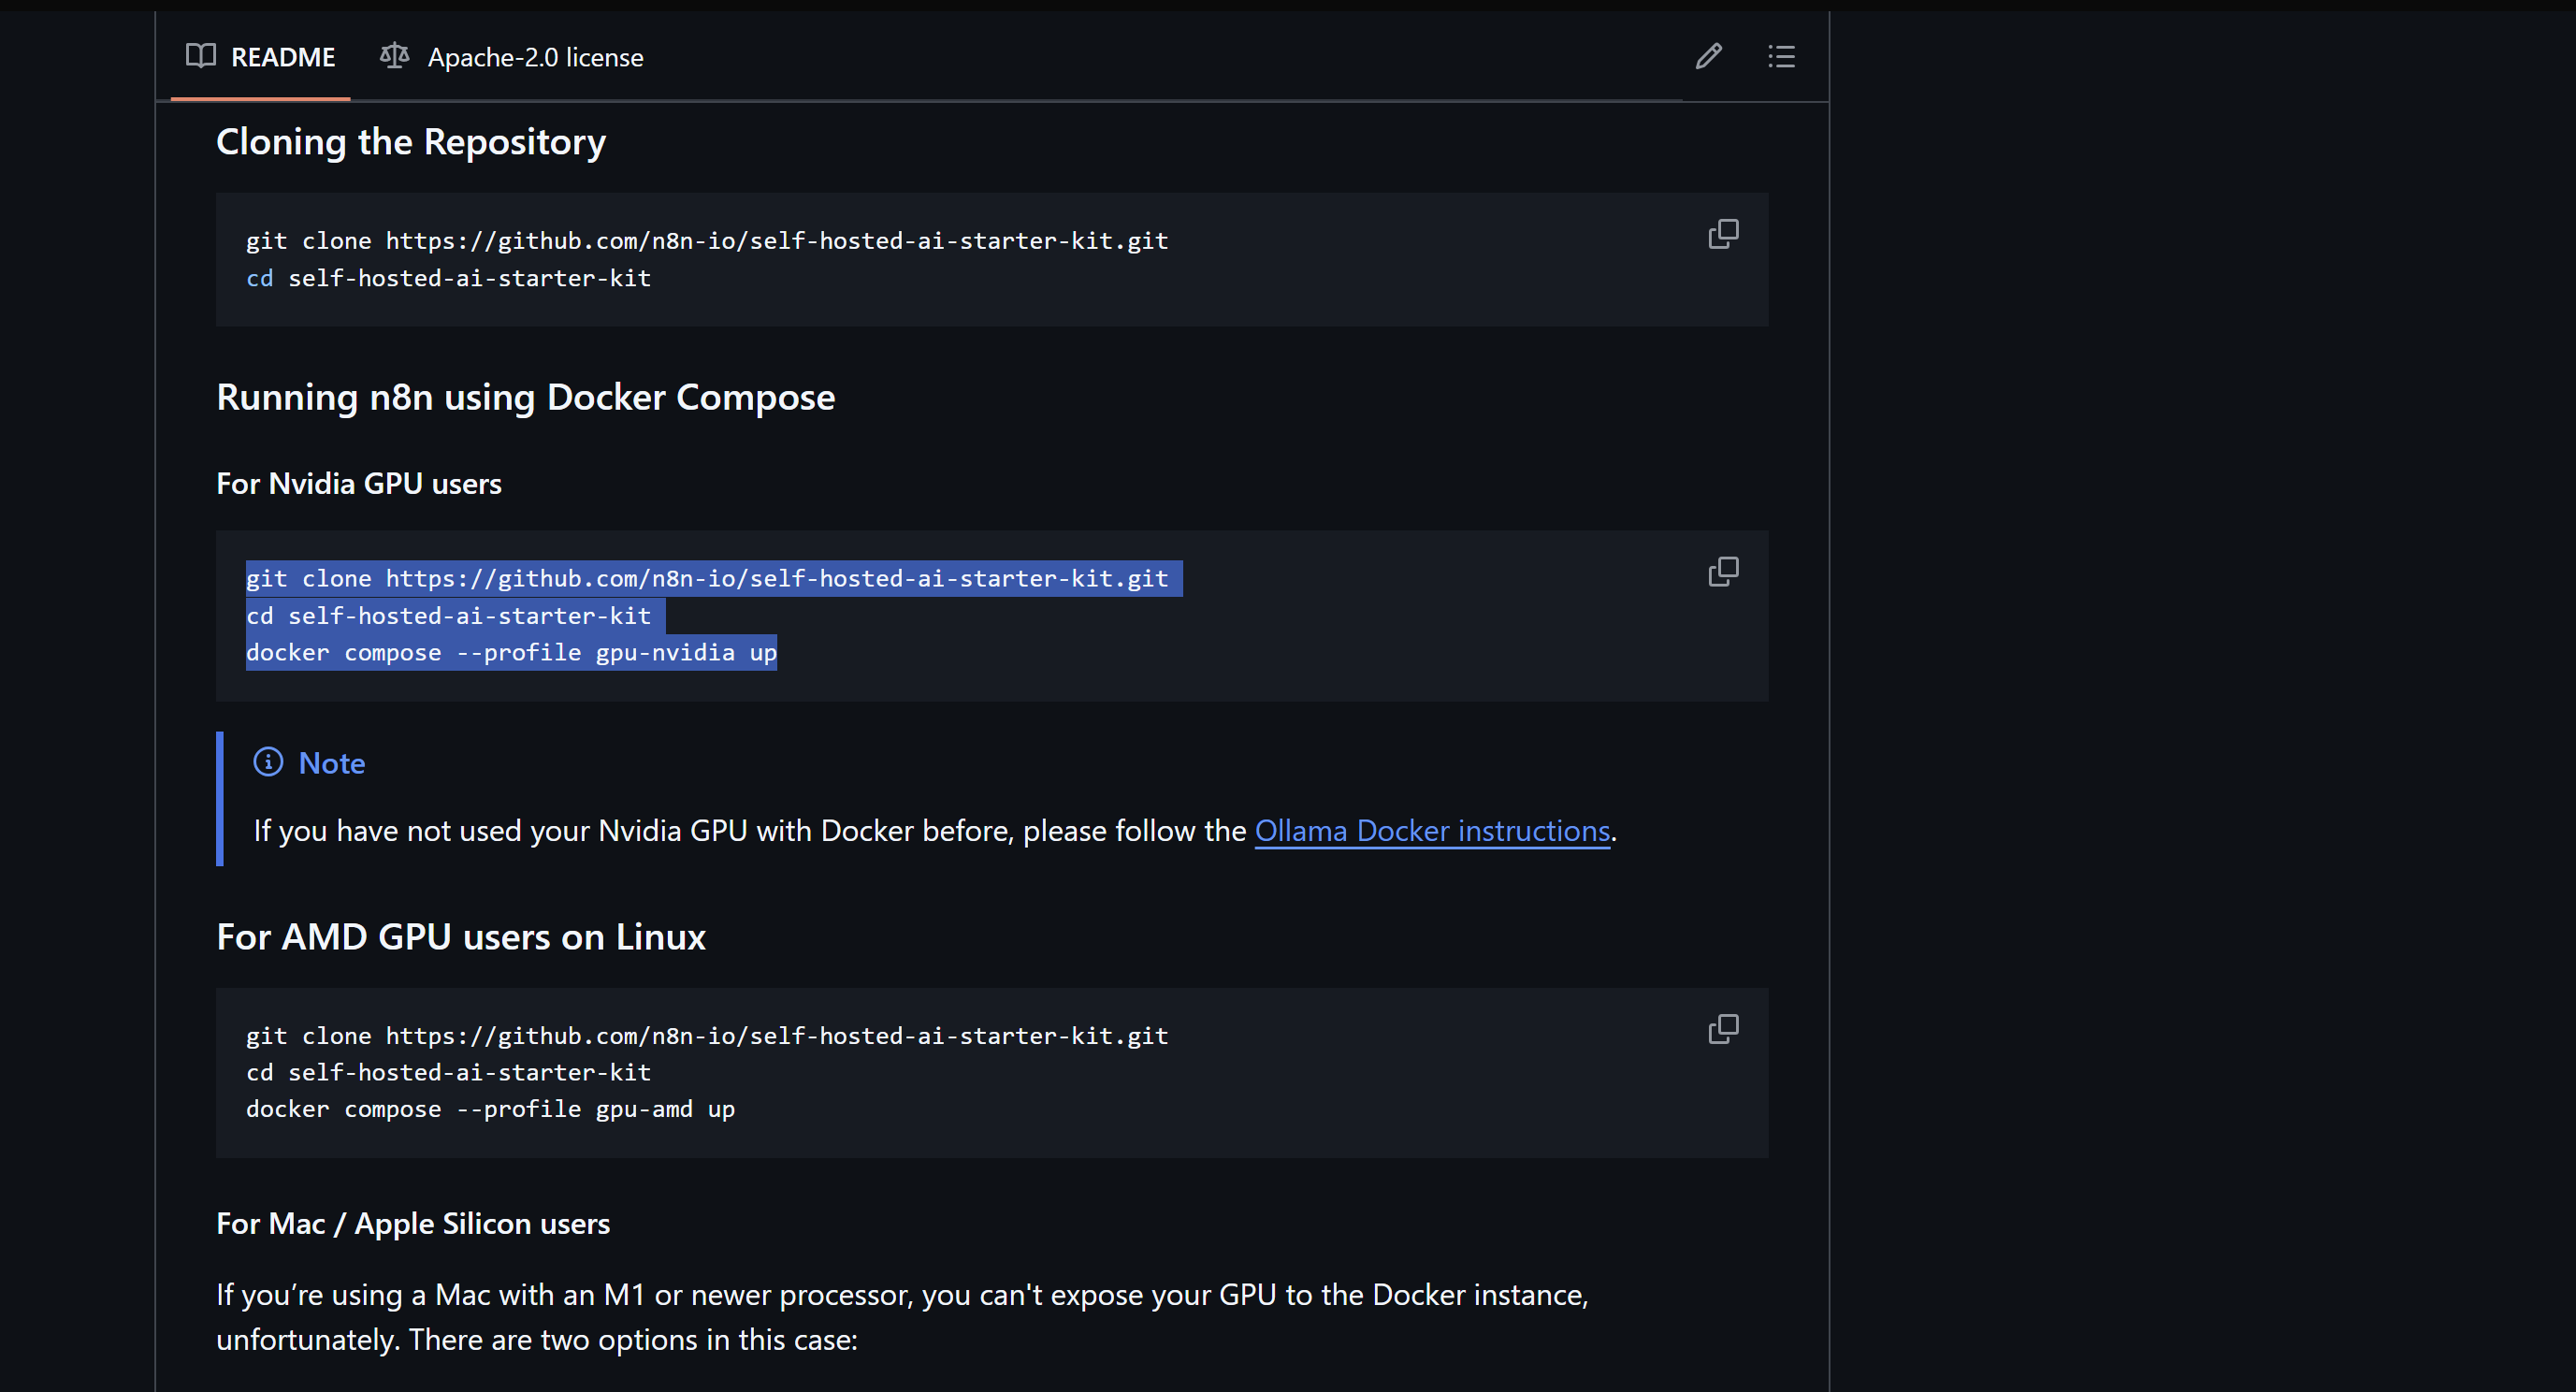 README
Apache-2.0 license
Cloning the Repository
git clone https://github.com/n8n-io/self-hosted-ai-starter-kit.git
cd self-hosted-ai-starter-kit
Running n8n using Docker Compose
For Nvidia GPU users
git clone https://github.com/n8n-io/self-hosted-ai-starter-kit.git
cd self-hosted-ai-starter-kit
docker compose --profile gpu-nvidia up
Note
If you have not used your Nvidia GPU with Docker before, please follow the Ollama Docker instructions.
For AMD GPU users on Linux
git clone https://github.com/n8n-io/self-hosted-ai-starter-kit.git
cd self-hosted-ai-starter-kit
docker compose --profile gpu-amd up
For Mac / Apple Silicon users
If you’re using a Mac with an M1 or newer processor, you can't expose your GPU to the Docker instance,
unfortunately. There are two options in this case: